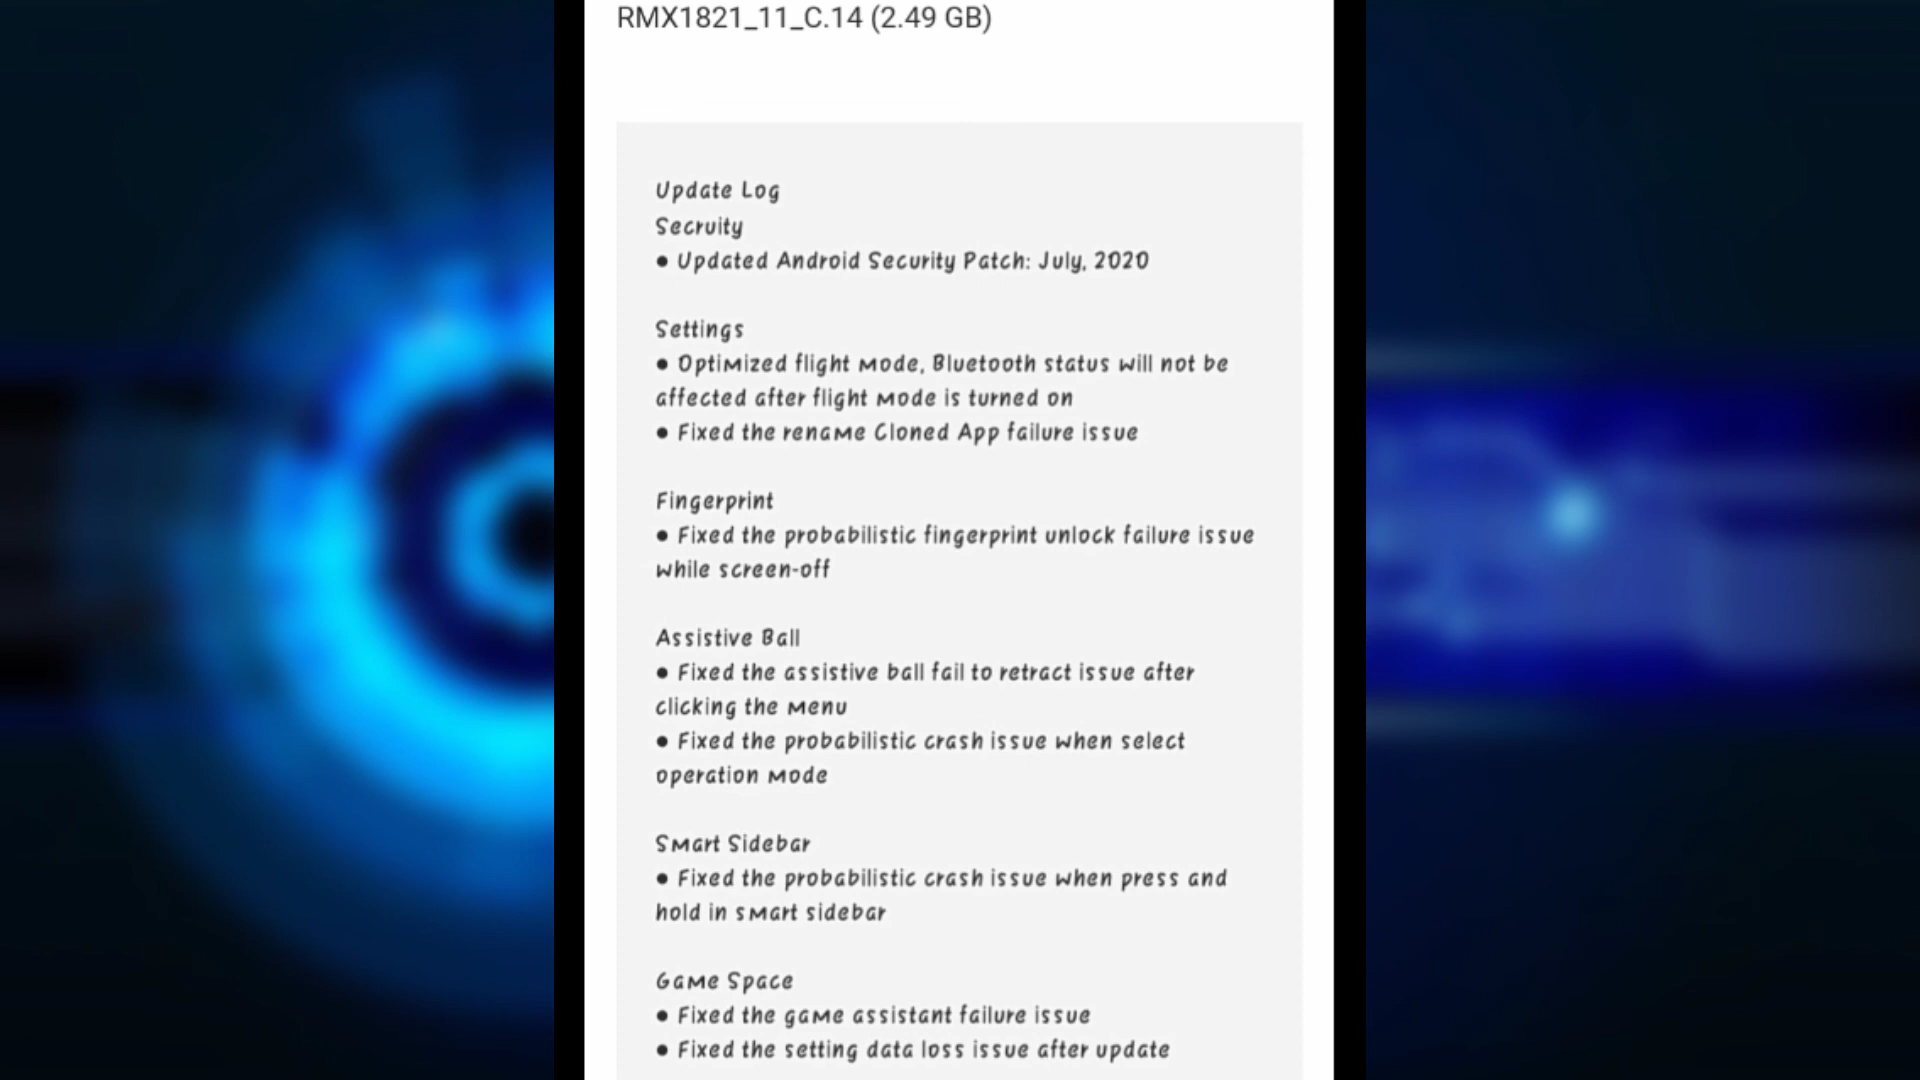 RMX1821_11_C.14 (2.49 GB)
Update Log
Secruity
● Updated Android Security Patch: July, 2020
Settings
● Optimized flight mode, Bluetooth status will not be
affected after flight mode is turned on
● Fixed the rename Cloned App failure issue
Fingerprint
● Fixed the probabilistic fingerprint unlock failure issue
while screen-off
Assistive Ball
● Fixed the assistive ball fail to retract issue after
clicking the menu
● Fixed the probabilistic crash issue when select
operation mode
Smart Sidebar
● Fixed the probabilistic crash issue when press and
hold in smart sidebar
Game Space
● Fixed the game assistant failure issue
● Fixed the setting data loss issue after update